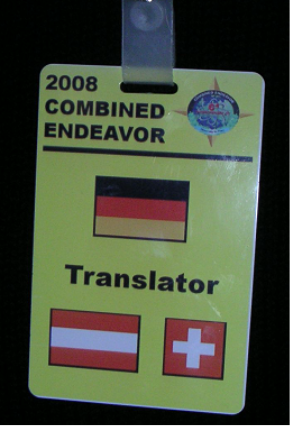 2008
COMBINED
ENDEAVOR
Translator